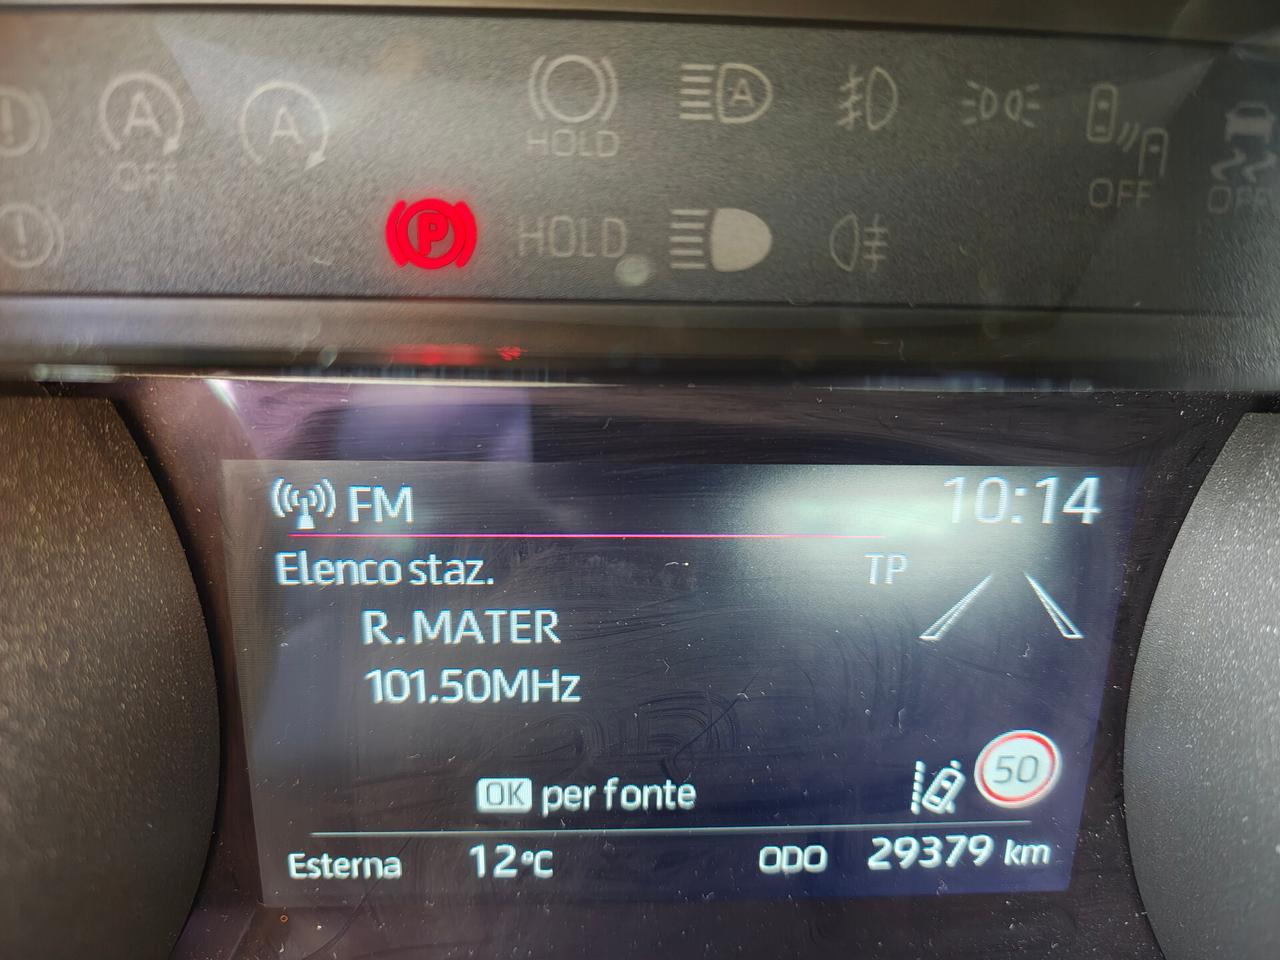 A
OFF
A
HOLD
A
P
HOLD
OFF
OFF
FM
10:14
Elenco staz.
TP
R. MATER
101.50MHz
50
OK per fonte
Esterna 12°C ODO 29379 km